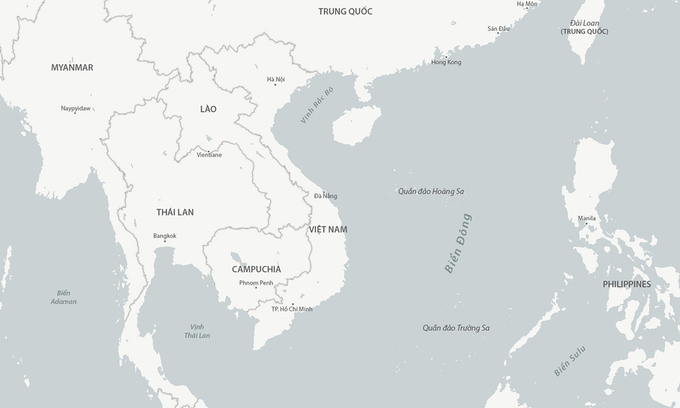 Hạ Môn
TRUNG QUỐC
Đài Loan
(TRUNG QUỐC)
Sán Đầu
Hong Kong
MYANMAR
Hà Nội
Naypyidaw
LÀO
Vịnh Bắc Bộ
Vientiane
Đà Nẵng
Quần đảo Hoàng Sa
THÁI LAN
Bangkok
VIỆT NAM
Biển Đông
Manila
CAMPUCHIA
Phnom Penh
PHILIPPINES
Biển
Adaman
TP. Hồ Chí Minh
Vịnh
Thái Lan
Quần đảo Trường Sa
Biển Sulu